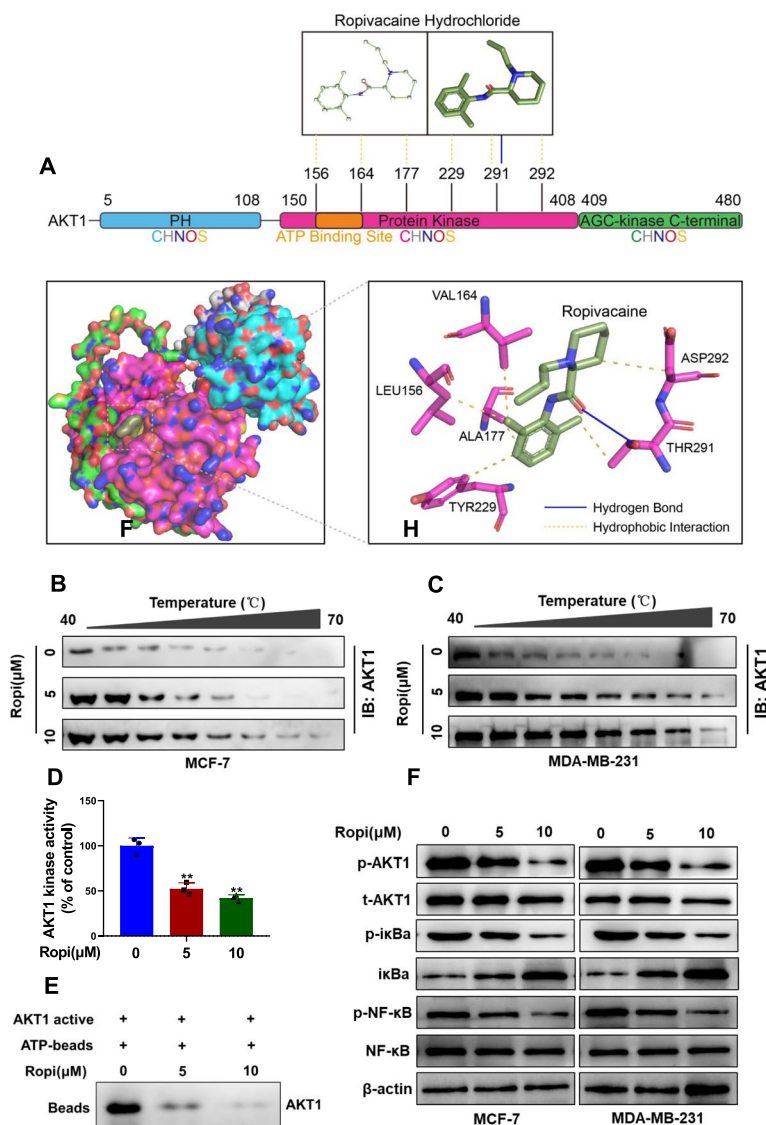 Ropivacaine Hydrochloride
A
156 164 177 229 291 292
5 108 150 408 409 480
AKT1 PH Protein Kinase AGC-kinase C-terminal
CHNOS ATP Binding Site CHNOS CHNOS
VAL164 Ropivacaine
ASP292
LEU156
ALA177
THR291
TYR229
Hydrogen Bond
Hydrophobic Interaction
F H
B C
Temperature (℃) Temperature (℃)
40 70 40 70
Ropi(μM) 0 5 10 IB: AKT1
Ropi(μM) 0 5 10 IB: AKT1
MCF-7 MDA-MB-231
D
AKT1 kinase activity
(% of control)
150
100
50
0
** **
Ropi(μM) 0 5 10
E
AKT1 active + + +
ATP-beads + + +
Ropi(μM) 0 5 10
Beads AKT1
F
Ropi(μM) 0 5 10 0 5 10
p-AKT1
t-AKT1
p-iκBa
iκBa
p-NF-κB
NF-κB
β-actin
MCF-7 MDA-MB-231